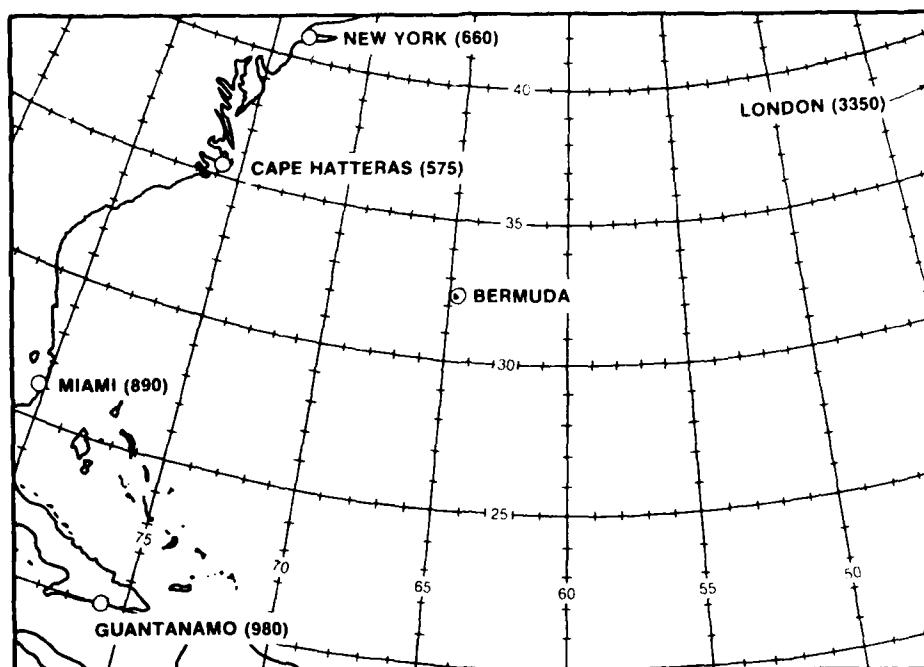 NEW YORK (660)
40
LONDON (3350)
CAPE HATTERAS (575)
35
BERMUDA
30
MIAMI (890)
25
75
70
65
60
55
50
GUANTANAMO (980)